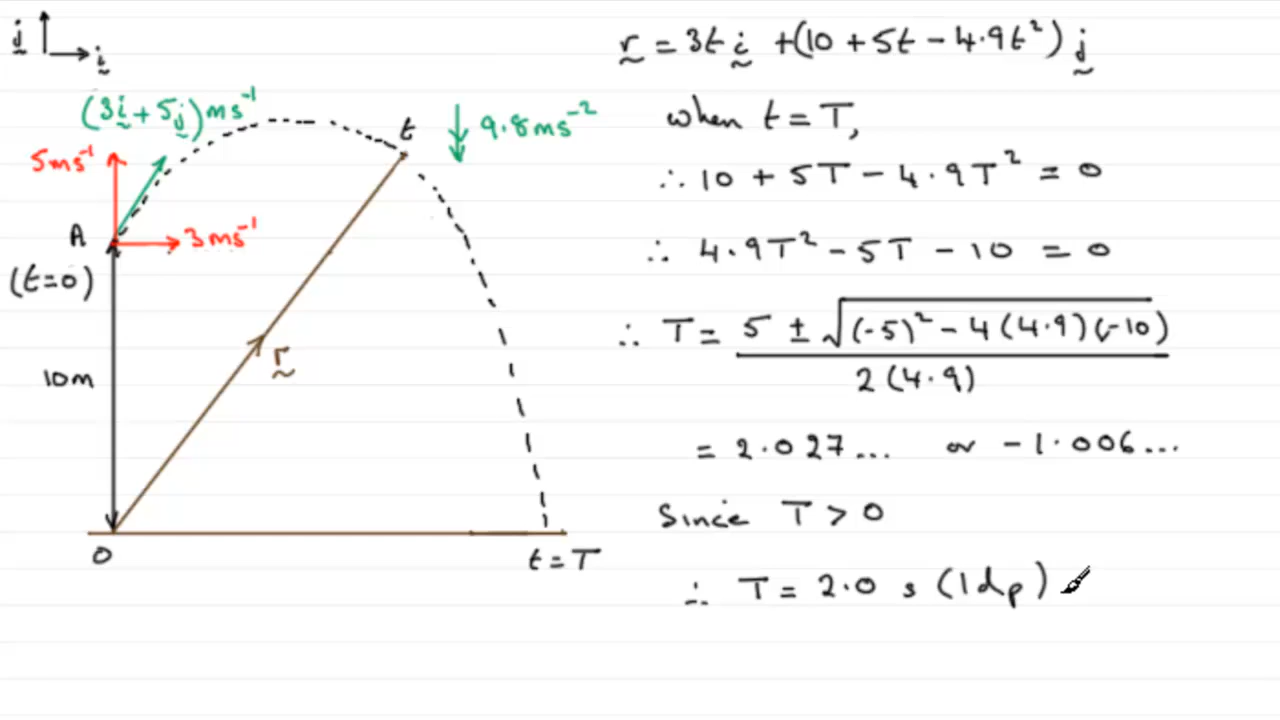 j
i
(3i + 5j) ms⁻¹
t
9.8ms⁻²
5ms⁻¹
A
3ms⁻¹
(t=0)
r
10m
O
t = T
r = 3t i + (10 + 5t - 4.9t²) j
when t = T,
∴ 10 + 5T - 4.9T² = 0
∴ 4.9T² - 5T - 10 = 0
∴ T = 5 ± √(-5)² - 4(4.9)(-10)
2(4.9)
= 2.027... or -1.006...
Since T > 0
∴ T = 2.0 s (1dp)